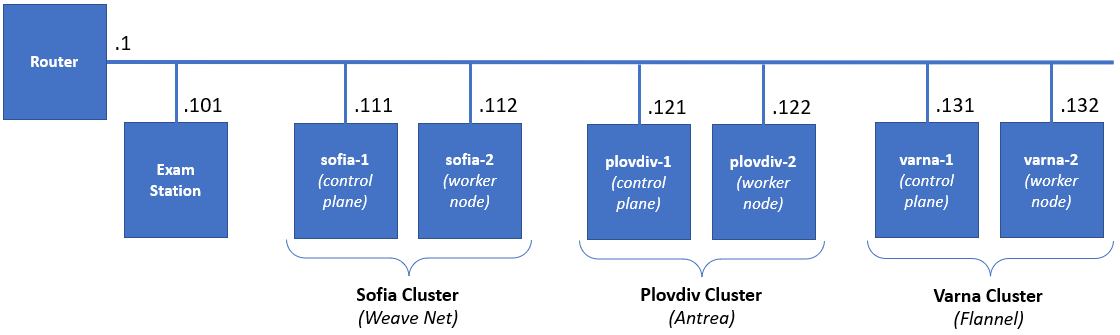 Router
.1
.101
.111
.112
.121
.122
.131
.132
Exam
Station
sofia-1
(control
plane)
sofia-2
(worker
node)
plovdiv-1
(control
plane)
plovdiv-2
(worker
node)
varna-1
(control
plane)
varna-2
(worker
node)
Sofia Cluster
(Weave Net)
Plovdiv Cluster
(Antrea)
Varna Cluster
(Flannel)